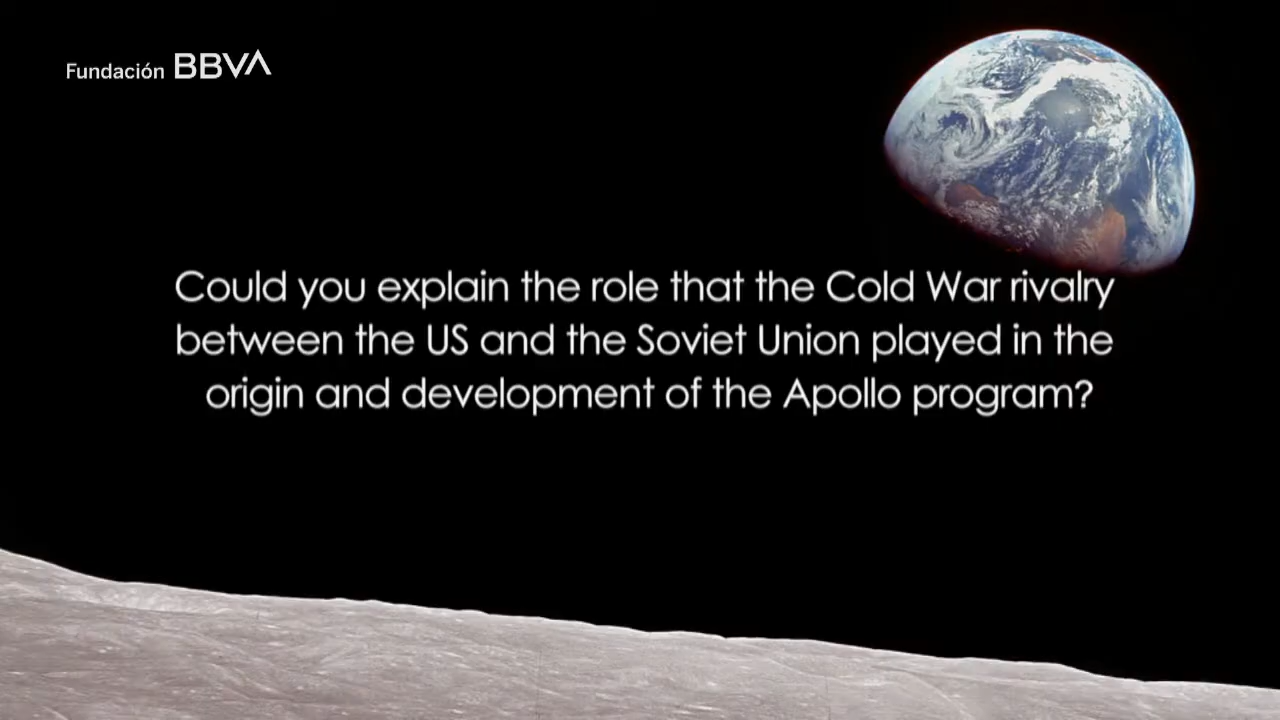 Fundación BBVA
Could you explain the role that the Cold War rivalry
between the US and the Soviet Union played in the
origin and development of the Apollo program?